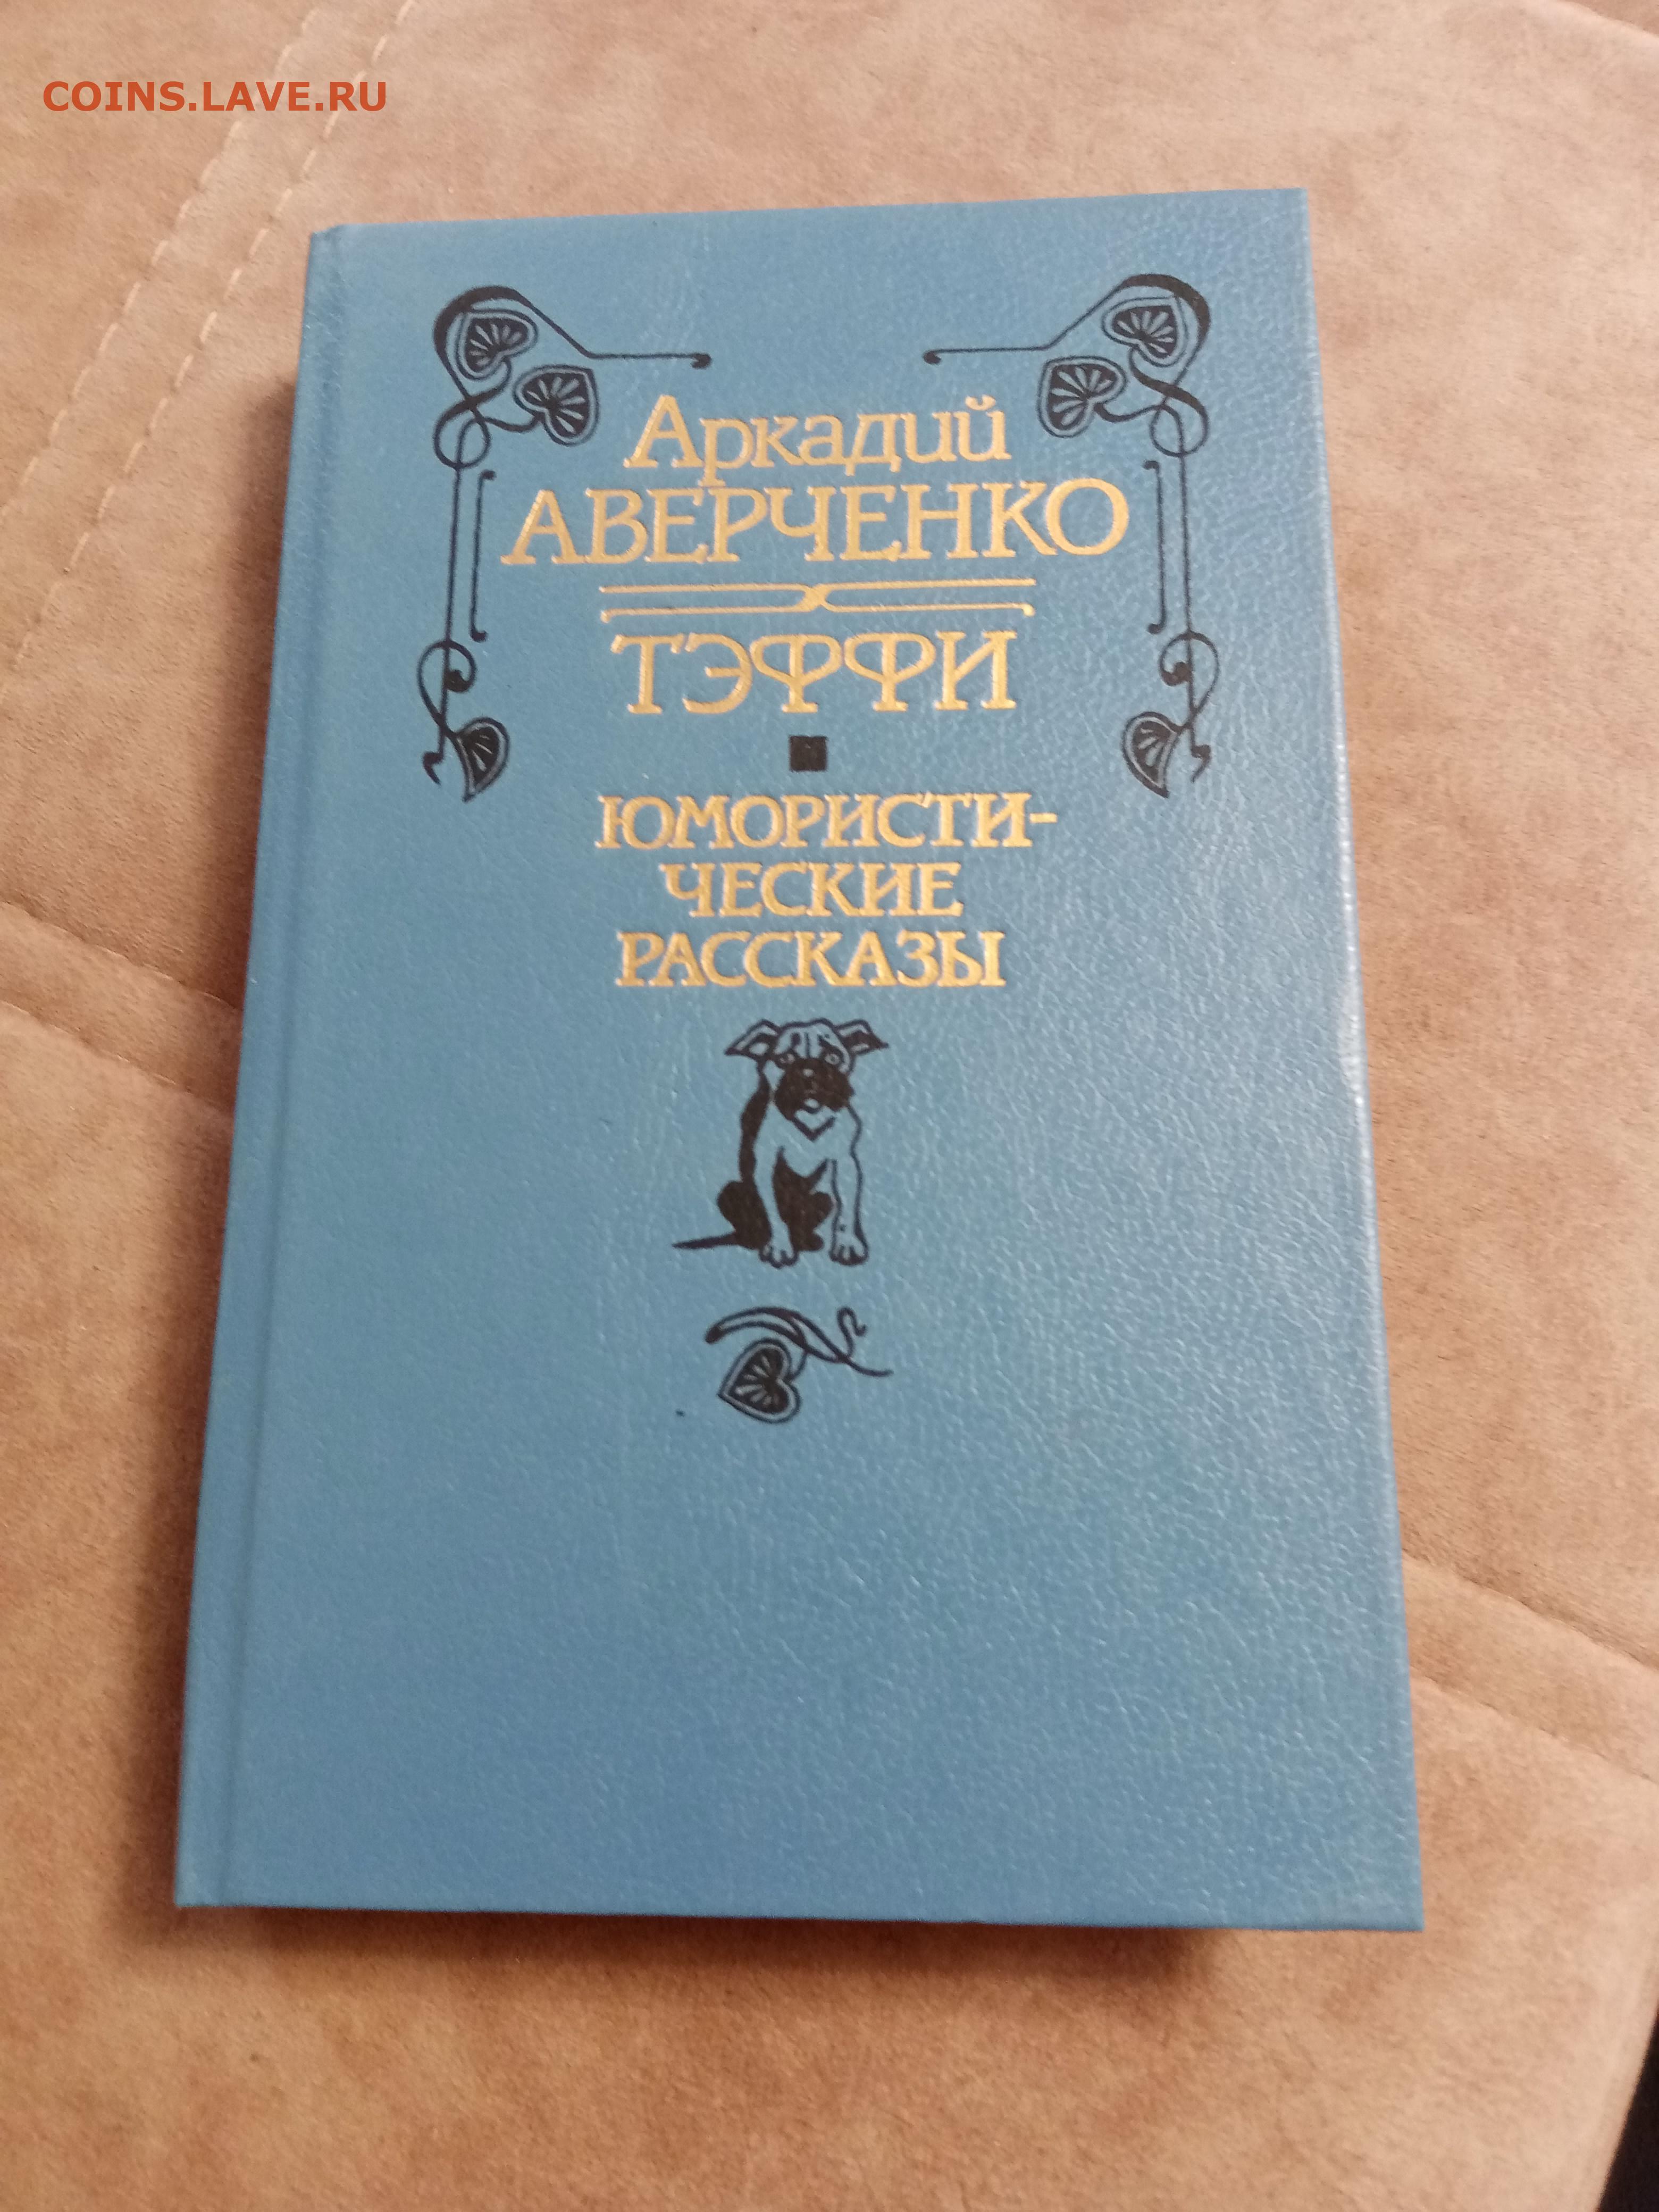 COINS.LAVE.RU
Аркадий
АВЕРЧЕНКО
ТЭФФИ
ЮМОРИСТИ-
ЧЕСКИЕ
РАССКАЗЫ